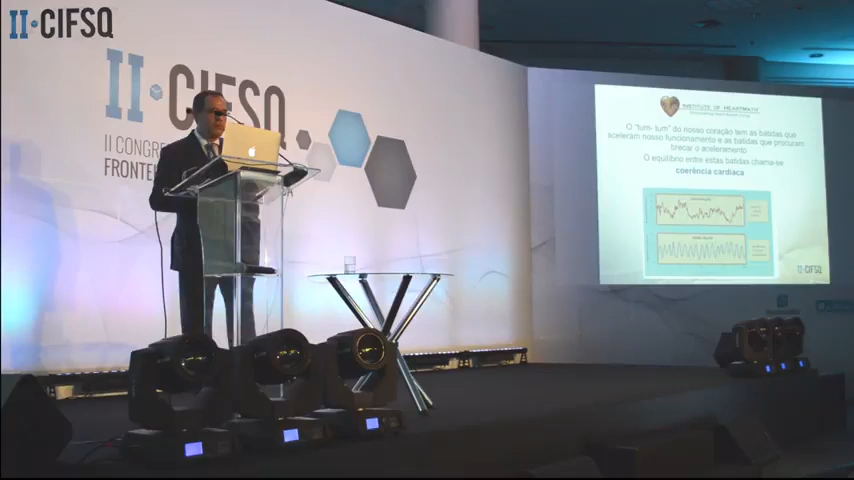 II·CIFSQ
II·CIFSQ.
II CONGRE
FRONTEI
INSTITUTE OF HEARTMATH
O "tum- tum" do nosso coração tem as batidas que
aceleram nosso funcionamento e as batidas que procuram
brecar o aceleramento
O equilíbrio entre estas batidas chama-se
coerência cardíaca
II·CIFSQ